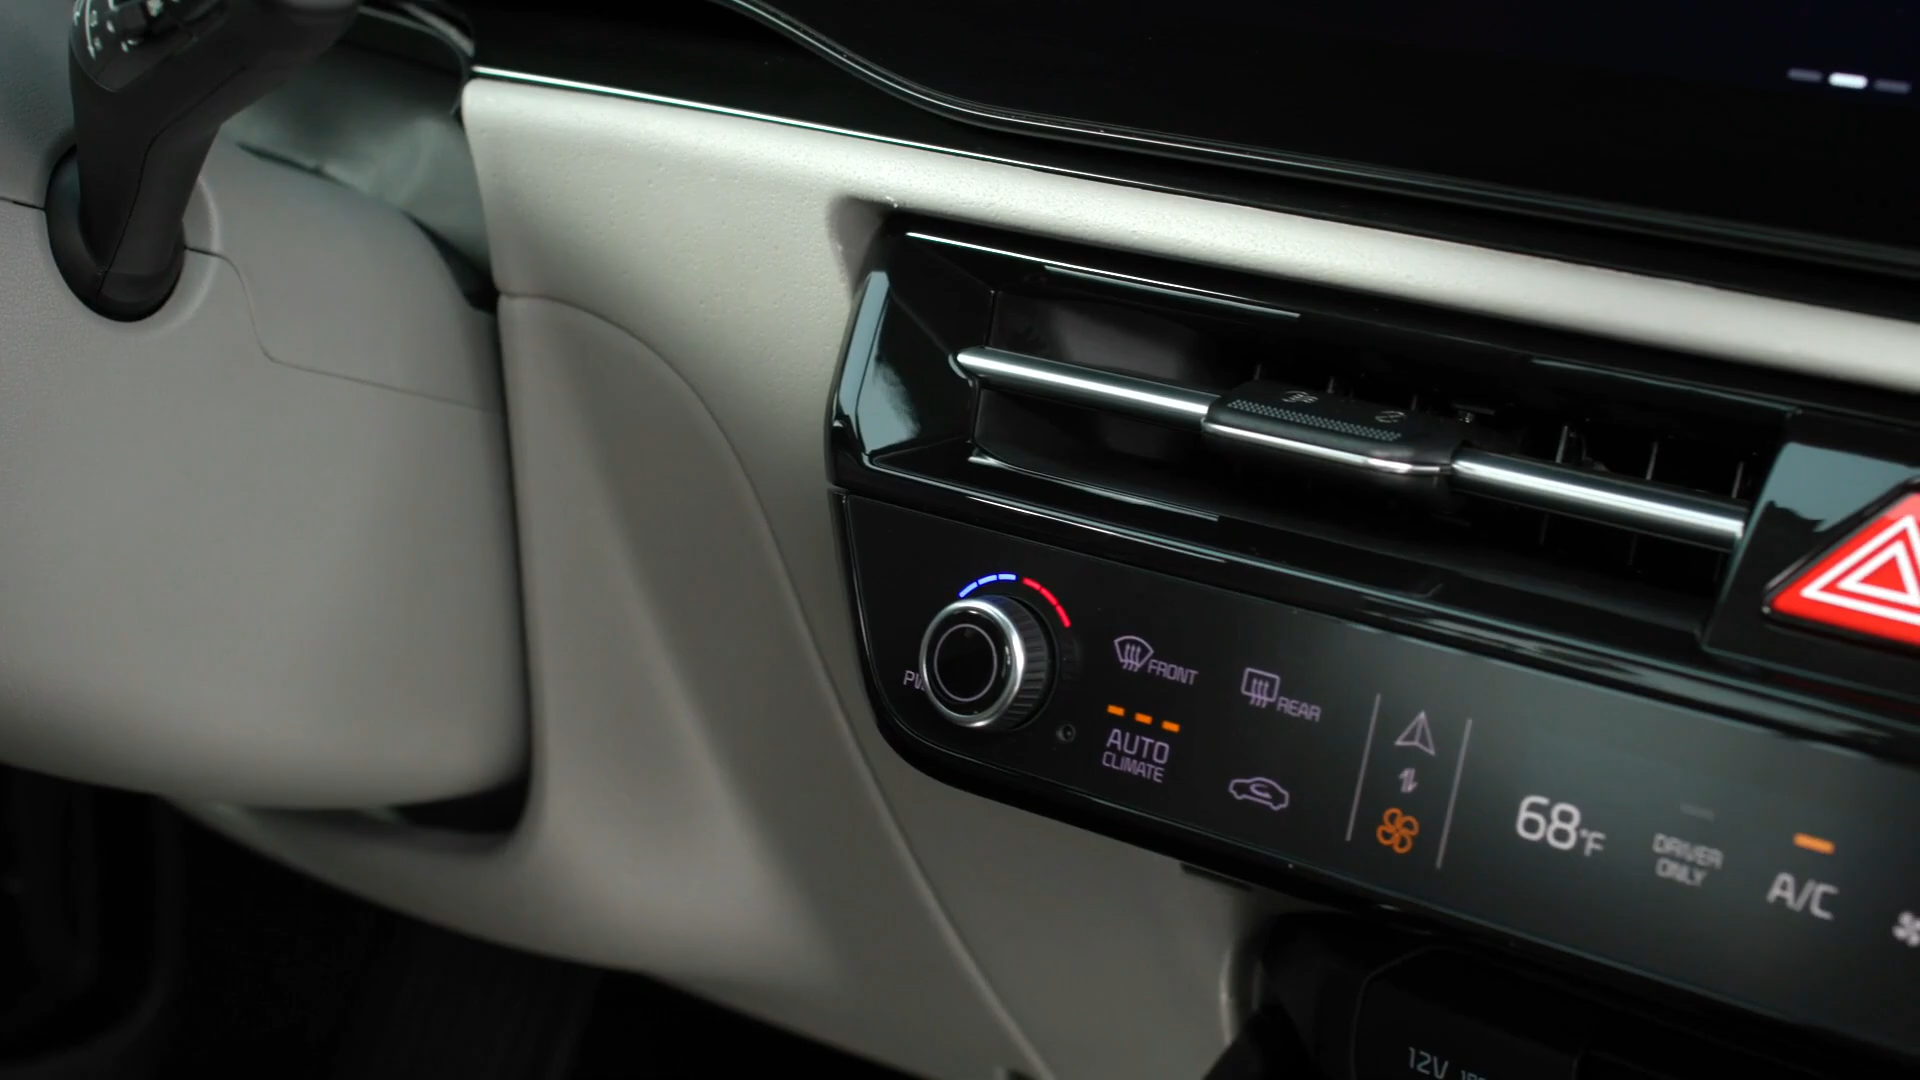 FRONT
REAR
AUTO
CLIMATE
68°F
DRIVER
ONLY
A/C
12V